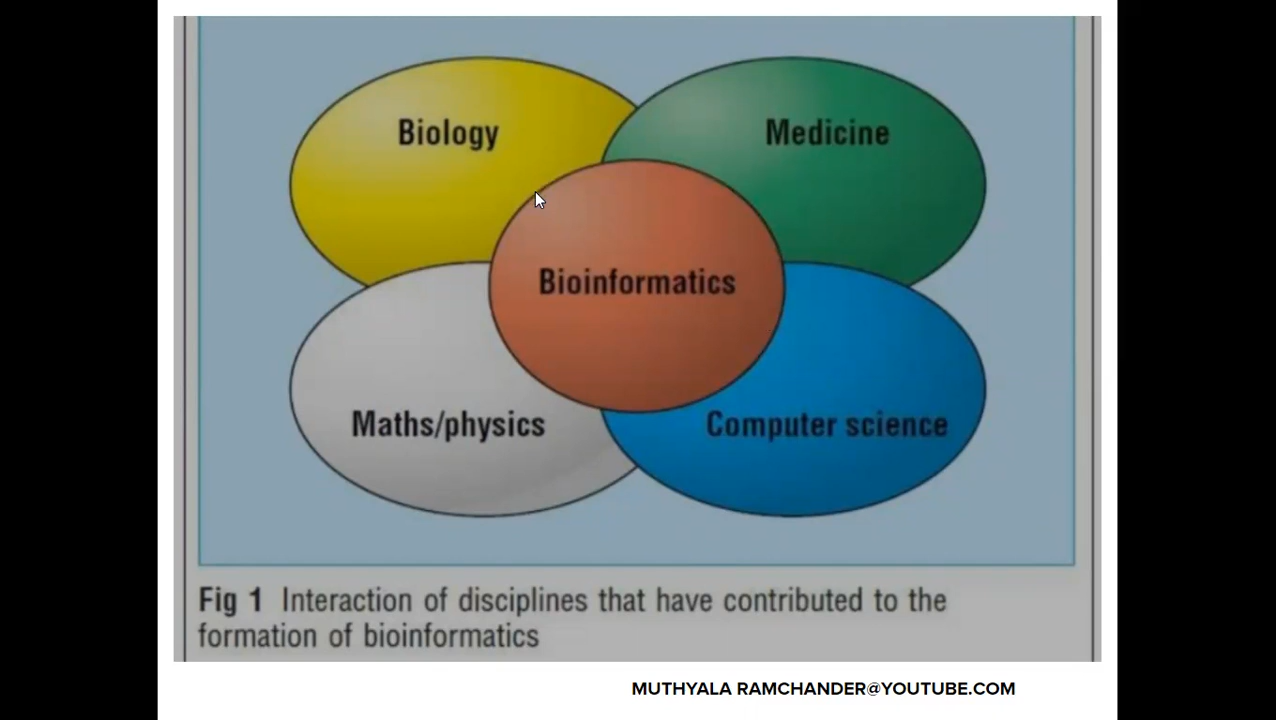 Biology
Medicine
Bioinformatics
Maths/physics
Computer science
Fig 1 Interaction of disciplines that have contributed to the
formation of bioinformatics
MUTHYALA RAMCHANDER@YOUTUBE.COM